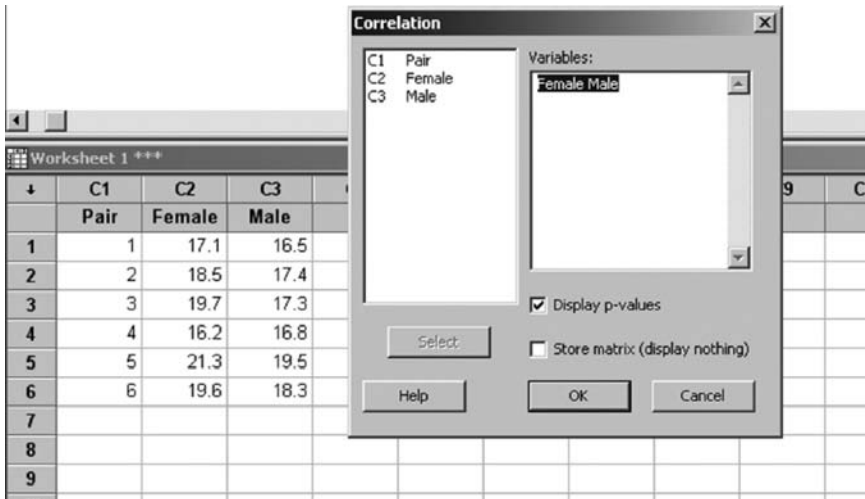 Correlation
C1 Pair
C2 Female
C3 Male
Variables:
Female Male
Display p-values
Select
Store matrix (display nothing)
Help
OK
Cancel
Worksheet 1 ***
C1 C2 C3
Pair Female Male
1 1 17.1 16.5
2 2 18.5 17.4
3 3 19.7 17.3
4 4 16.2 16.8
5 5 21.3 19.5
6 6 19.6 18.3
7
8
9